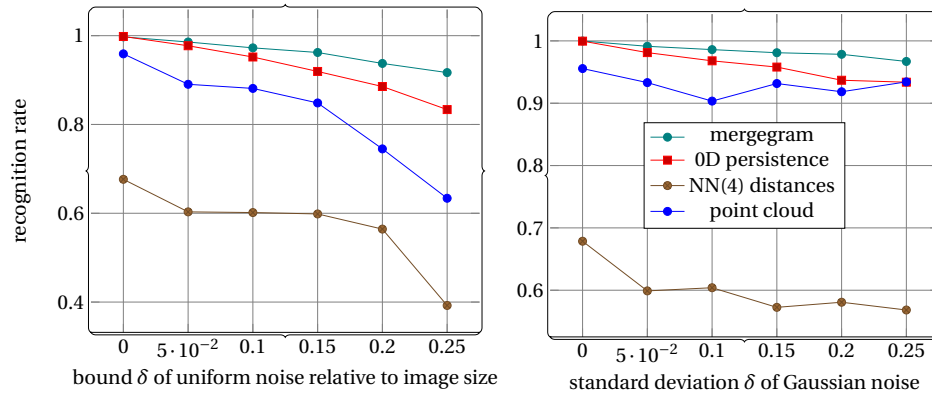 1
0.8
0.6
0.4
recognition rate
0 5 · 10⁻² 0.1 0.15 0.2 0.25
bound δ of uniform noise relative to image size
1
0.9
0.8
0.7
0.6
mergegram
0D persistence
NN(4) distances
point cloud
0 5 · 10⁻² 0.1 0.15 0.2 0.25
standard deviation δ of Gaussian noise